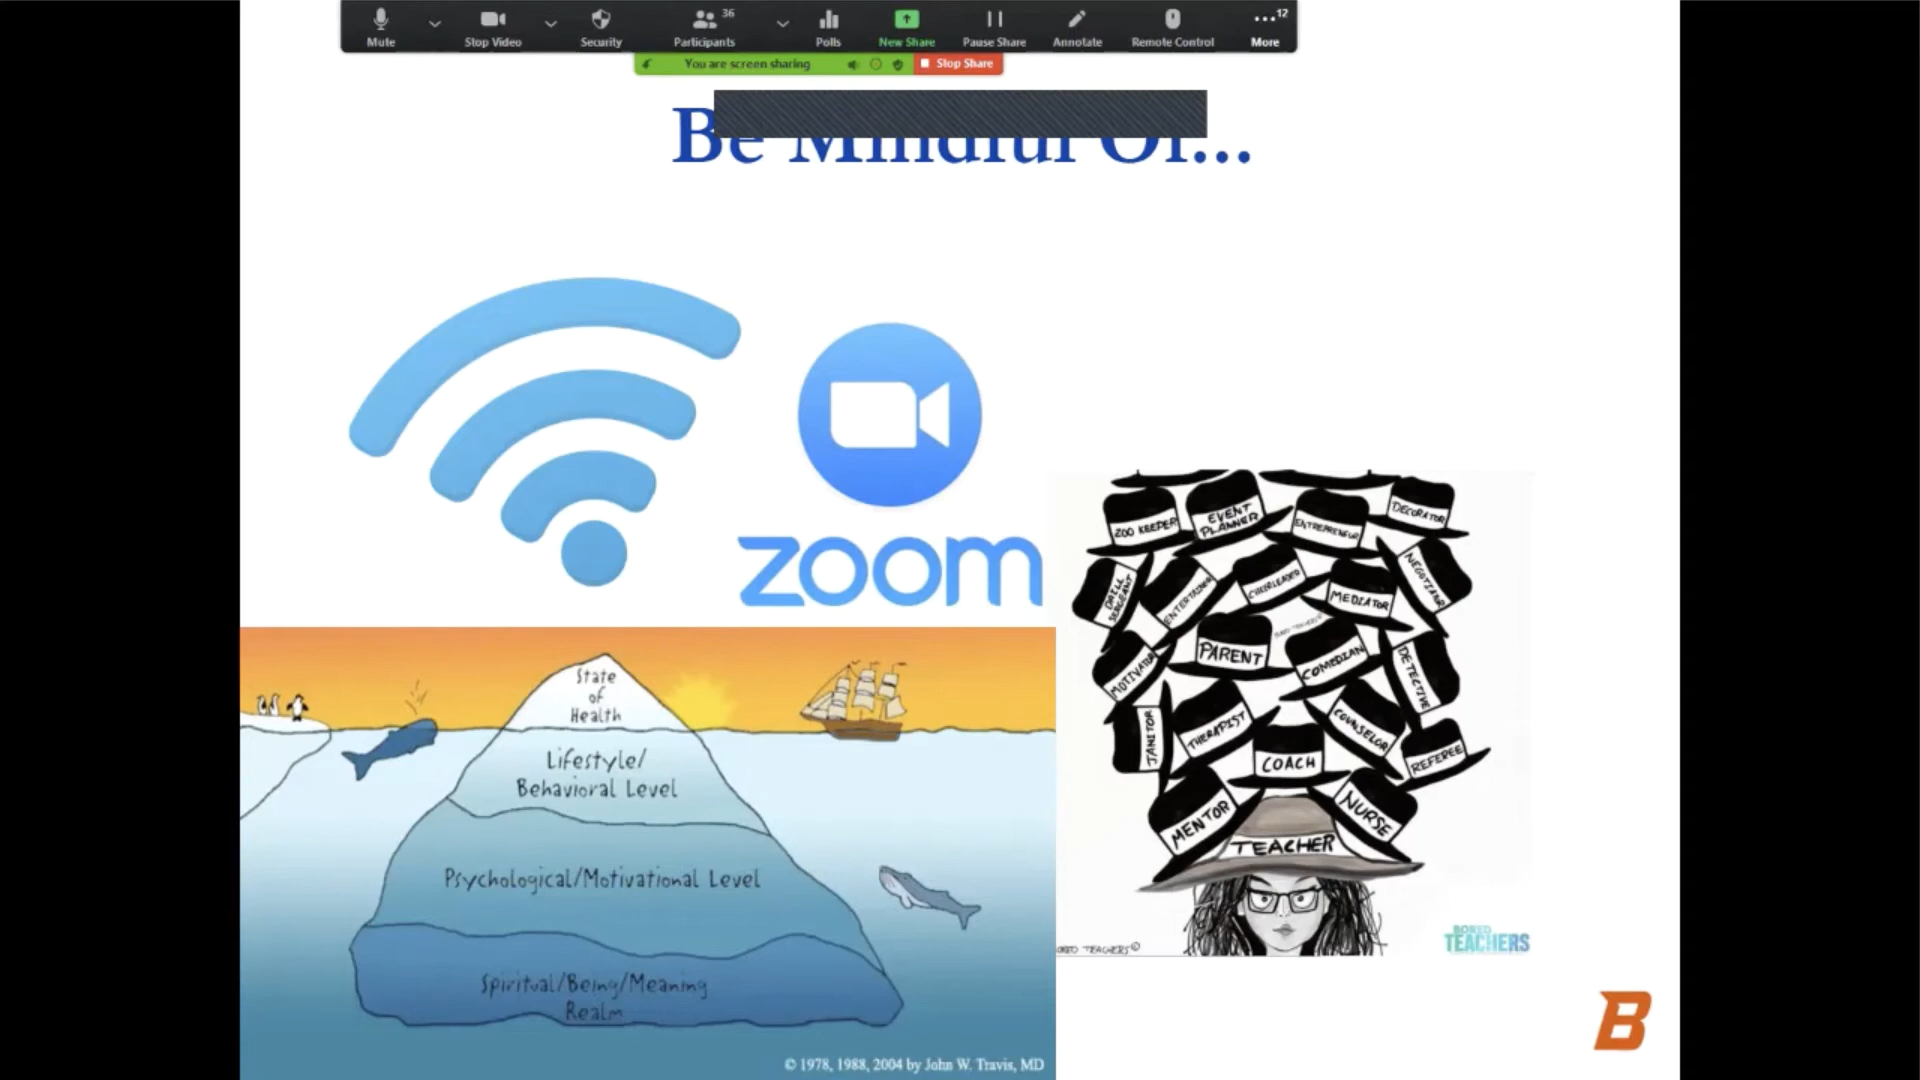 Mute
Stop Video
Security
Participants
36
Polls
New Share
Pause Share
Annotate
Remote Control
More
12
You are screen sharing
Stop Share
Be Mindful Of...
zoom
State
of
Health
Lifestyle/
Behavioral Level
Psychological/Motivational Level
Spiritual/Being/Meaning
Realm
© 1978, 1988, 2004 by John W. Travis, MD
ZOO KEEPER
EVENT
PLANNER
ENTREPRENEUR
DECORATOR
DRILL
SERGEANT
ENTERTAINER
CHEERLEADER
MEDIATOR
NEGOTIATOR
BORED TEACHERS
MOTIVATOR
PARENT
COMEDIAN
DETECTIVE
JANITOR
THERAPIST
COUNSELOR
REFEREE
COACH
MENTOR
NURSE
TEACHER
TEACHERS©
BORED
TEACHERS
B